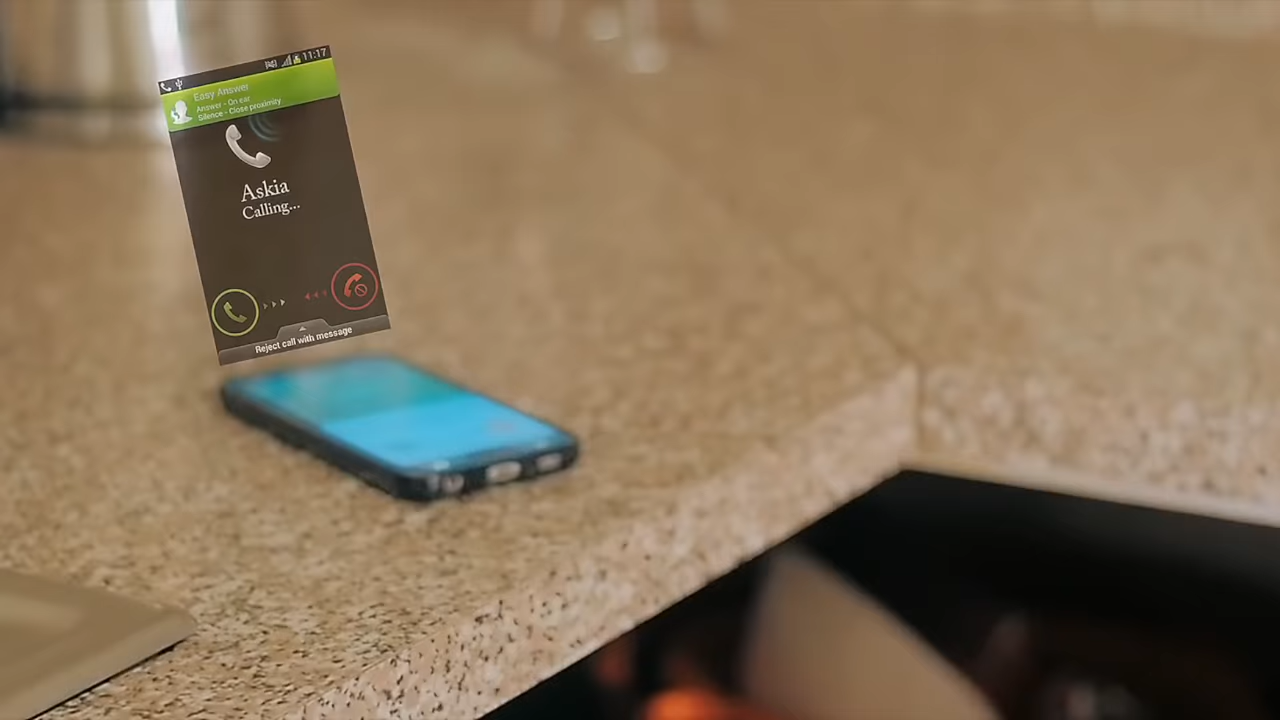 11:17
Easy Answer
Answer - On ear
Silence - Close proximity
Askia
Calling...
Reject call with message